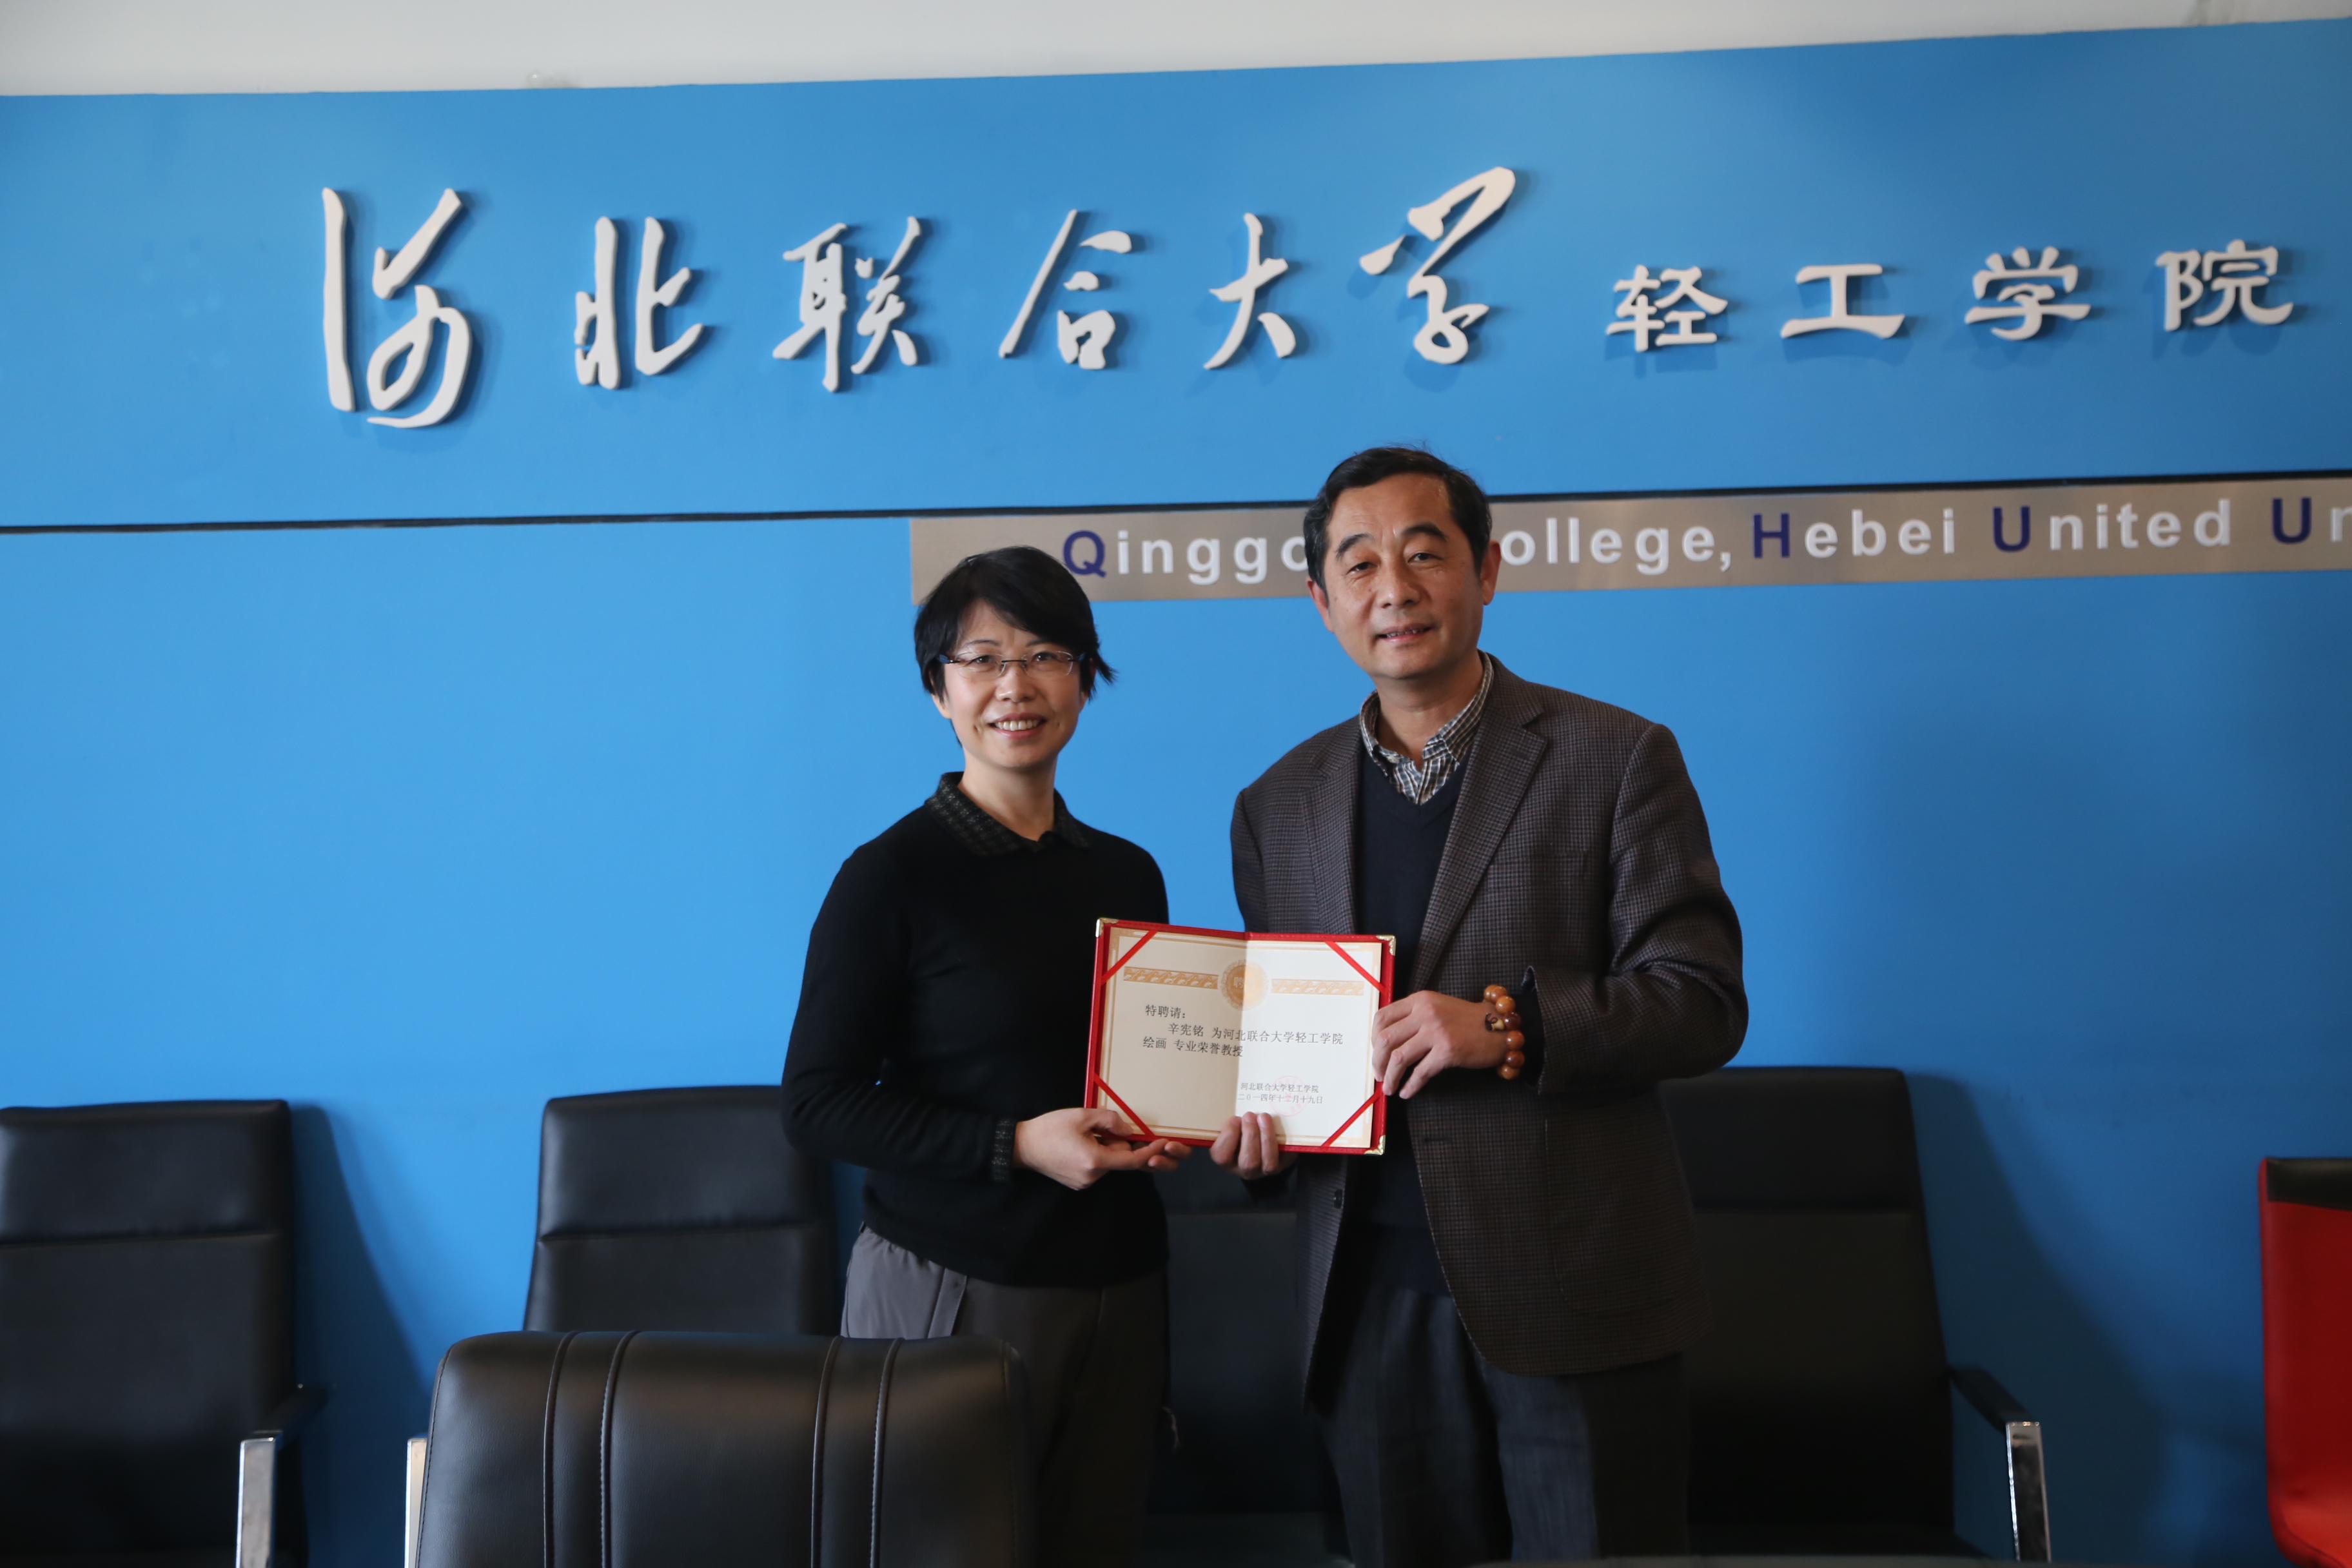 河北联合大学 轻工学院
Qinggo ollege, Hebei United Un
特聘请：
辛宪铭 为河北联合大学轻工学院
绘画 专业荣誉教授
河北联合大学轻工学院
二〇一四年十二月十九日